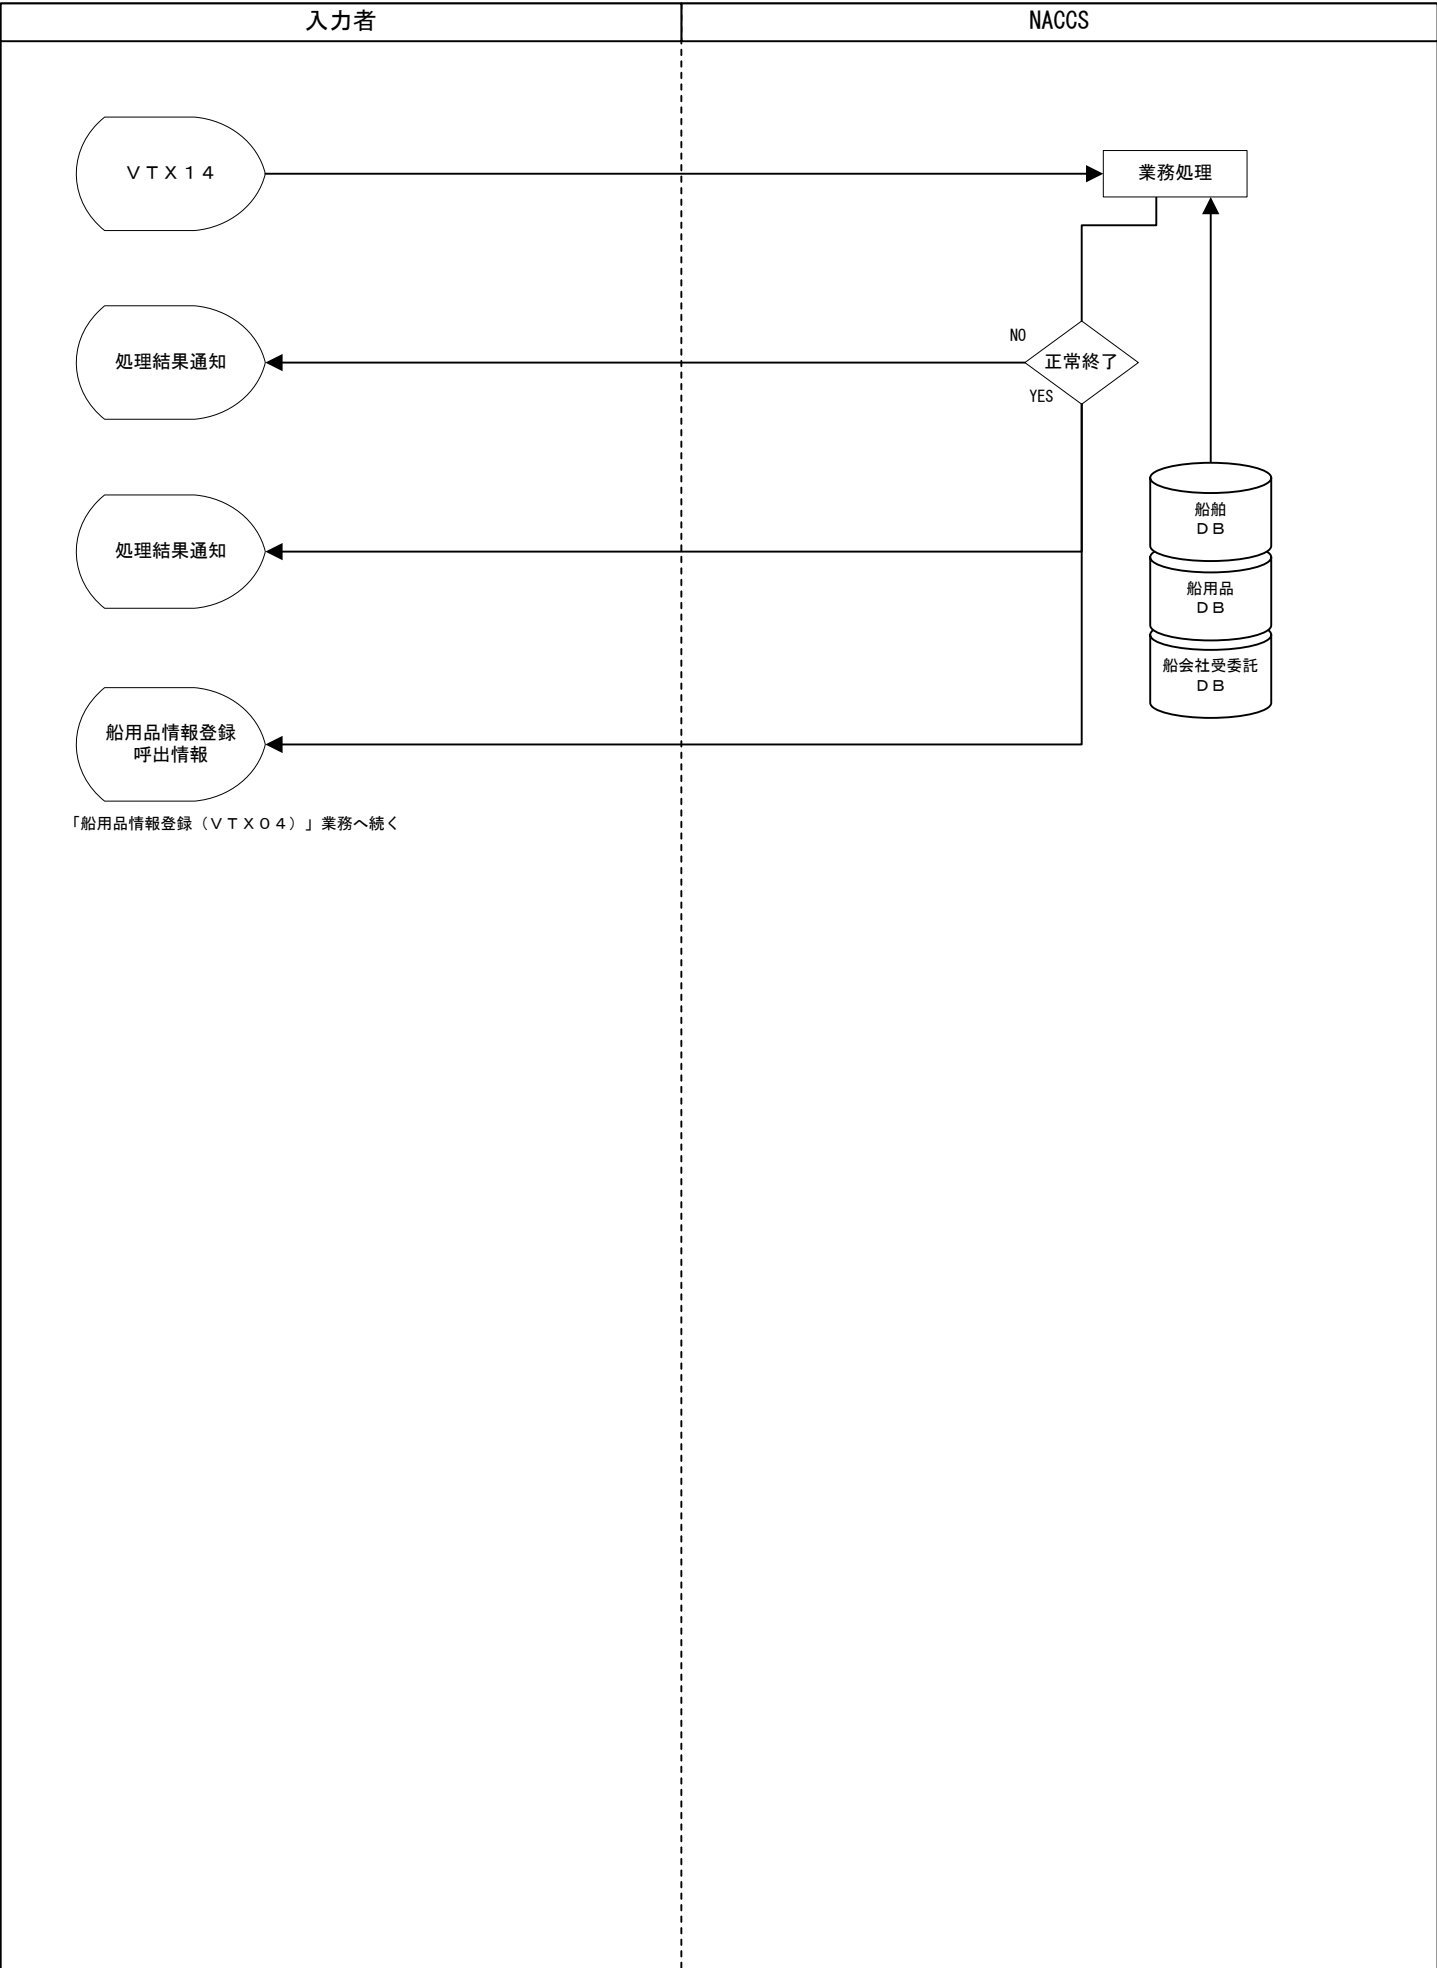 入力者
NACCS
ＶＴＸ１４
業務処理
NO
処理結果通知
正常終了
YES
処理結果通知
船舶
ＤＢ
船用品
ＤＢ
船会社受委託
ＤＢ
船用品情報登録
呼出情報
「船用品情報登録（ＶＴＸ０４）」業務へ続く